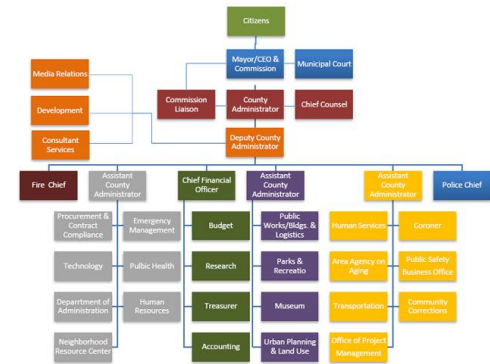 Citizens
Mayor/CEO &
Commission
Municipal Court
Media Relations
Commission
Liaison
County
Administrator
Chief Counsel
Development
Consultant
Services
Deputy County
Administrator
Fire Chief
Assistant
County
Administrator
Chief Financial
Officer
Assistant
County
Administrator
Assistant
County
Administrator
Police Chief
Procurement &
Contract
Compliance
Emergency
Management
Budget
Public
Works/Bldgs. &
Logistics
Human Services
Coroner
Technology
Pulbic Health
Research
Parks &
Recreatio
Area Agency on
Aging
Public Safety
Business Office
Department of
Administration
Human
Resources
Treasurer
Museum
Transportation
Community
Corrections
Neighborhood
Resource Center
Accounting
Urban Planning
& Land Use
Office of Project
Management